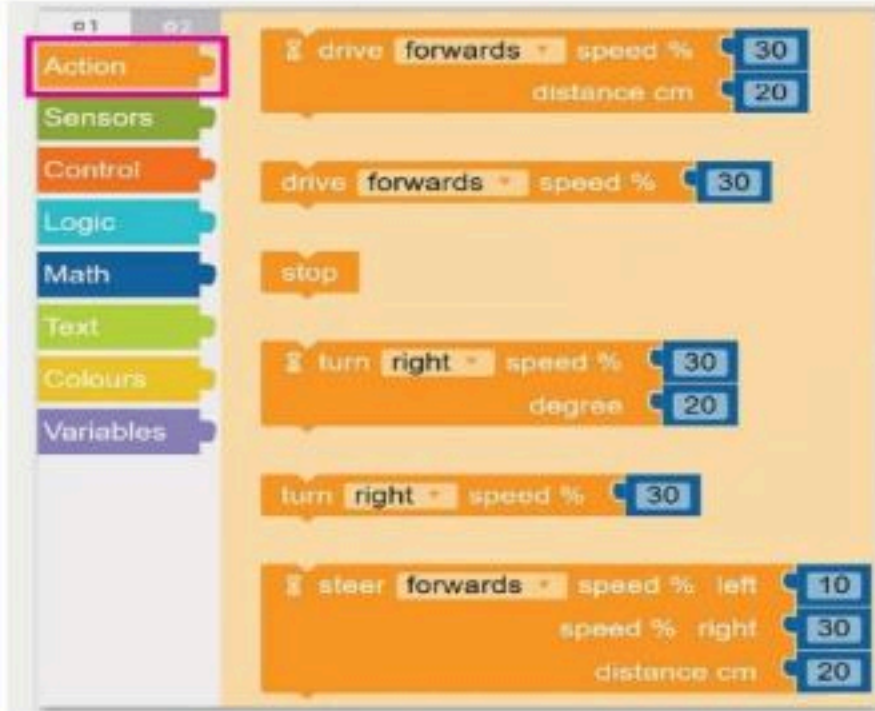 1 2
Action
Sensors
Control
Logic
Math
Text
Colours
Variables
drive forwards speed % 30
distance cm 20
drive forwards speed % 30
stop
turn right speed % 30
degree 20
turn right speed % 30
steer forwards speed % left 10
speed % right 30
distance cm 20